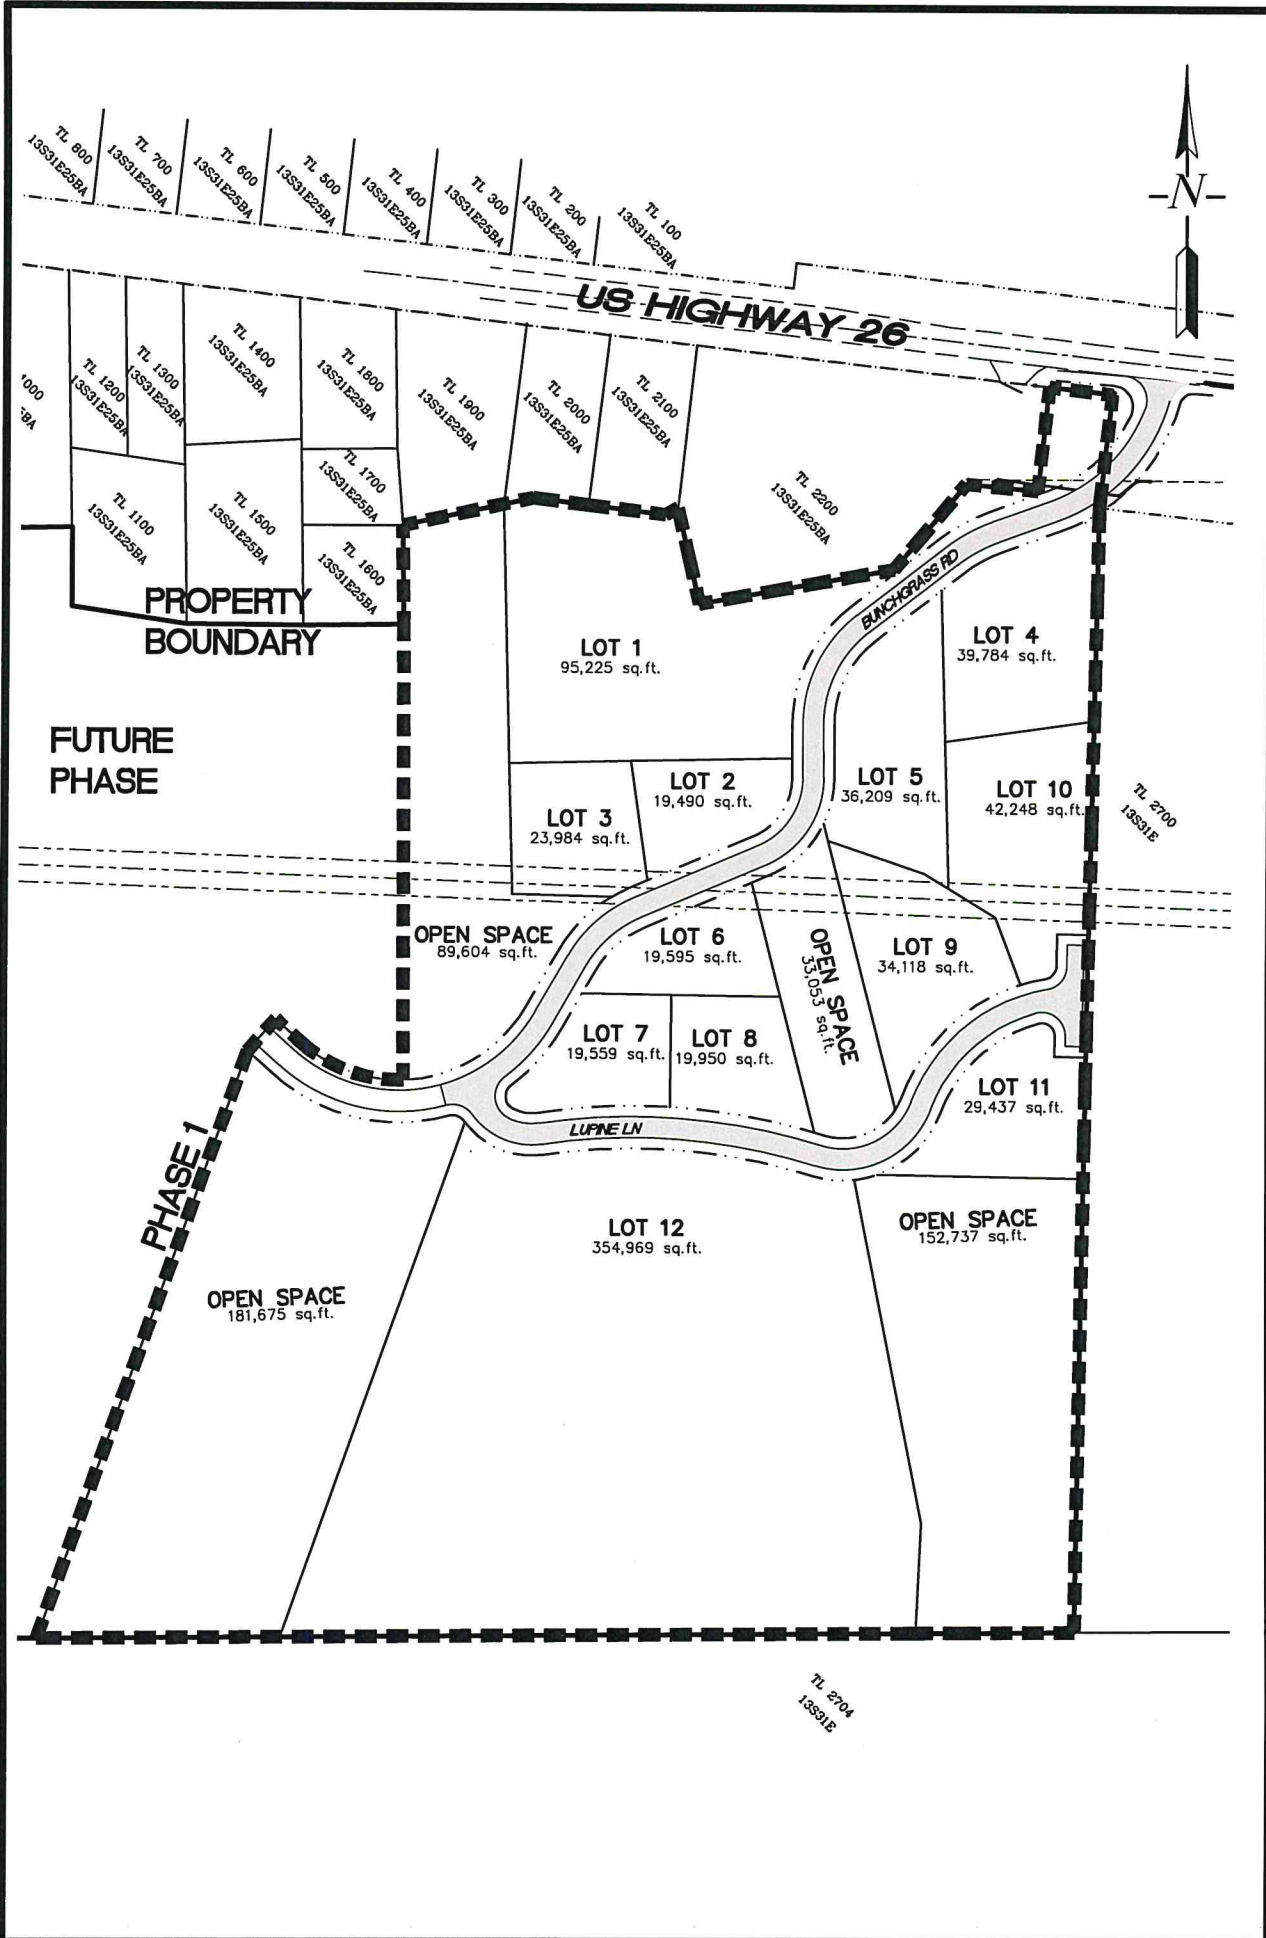 TL 800
13S31E25BA
TL 700
13S31E25BA
TL 600
13S31E25BA
TL 500
13S31E25BA
TL 400
13S31E25BA
TL 300
13S31E25BA
TL 200
13S31E25BA
TL 100
13S31E25BA
-N-
US HIGHWAY 26
1000
5BA
TL 1200
13S31E25BA
TL 1300
13S31E25BA
TL 1400
13S31E25BA
TL 1800
13S31E25BA
TL 1900
13S31E25BA
TL 2000
13S31E25BA
TL 2100
13S31E25BA
TL 2200
13S31E25BA
TL 1100
13S31E25BA
TL 1500
13S31E25BA
TL 1700
13S31E25BA
TL 1600
13S31E25BA
PROPERTY
BOUNDARY
BUNCHGRASS RD
LOT 1
95,225 sq.ft.
LOT 4
39,784 sq.ft.
FUTURE
PHASE
LOT 2
19,490 sq.ft.
LOT 5
36,209 sq.ft.
LOT 10
42,248 sq.ft.
TL 2700
13S31E
LOT 3
23,984 sq.ft.
OPEN SPACE
89,604 sq.ft.
LOT 6
19,595 sq.ft.
OPEN SPACE
33,053 sq.ft.
LOT 9
34,118 sq.ft.
LOT 7
19,559 sq.ft.
LOT 8
19,950 sq.ft.
LOT 11
29,437 sq.ft.
LUPINE LN
PHASE 1
LOT 12
354,969 sq.ft.
OPEN SPACE
152,737 sq.ft.
OPEN SPACE
181,675 sq.ft.
TL 2704
13S31E